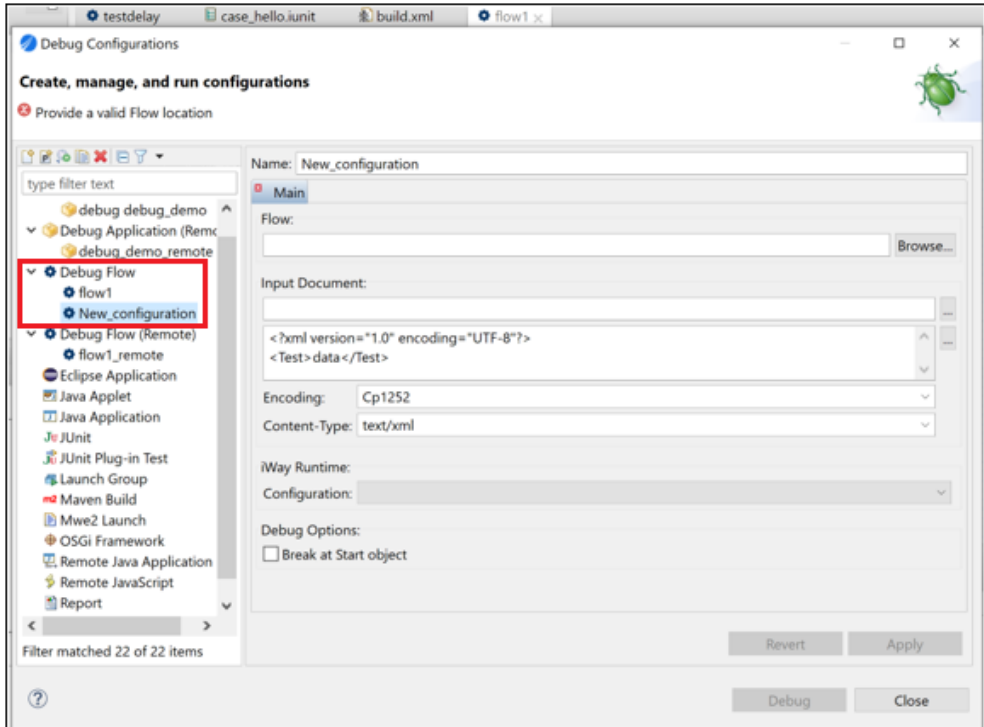 testdelay case_hello.iunit build.xml flow1
Debug Configurations
Create, manage, and run configurations
Provide a valid Flow location
type filter text
debug debug_demo
Debug Application (Remo
debug_demo_remote
Debug Flow
flow1
New_configuration
Debug Flow (Remote)
flow1_remote
Eclipse Application
Java Applet
Java Application
JUnit
JUnit Plug-in Test
Launch Group
Maven Build
Mwe2 Launch
OSGi Framework
Remote Java Application
Remote JavaScript
Report
Filter matched 22 of 22 items
Name: New_configuration
Main
Flow:
Browse...
Input Document:
...
<?xml version="1.0" encoding="UTF-8"?>
...
<Test>data</Test>
Encoding: Cp1252
Content-Type: text/xml
iWay Runtime:
Configuration:
Debug Options:
Break at Start object
Revert Apply
Debug Close